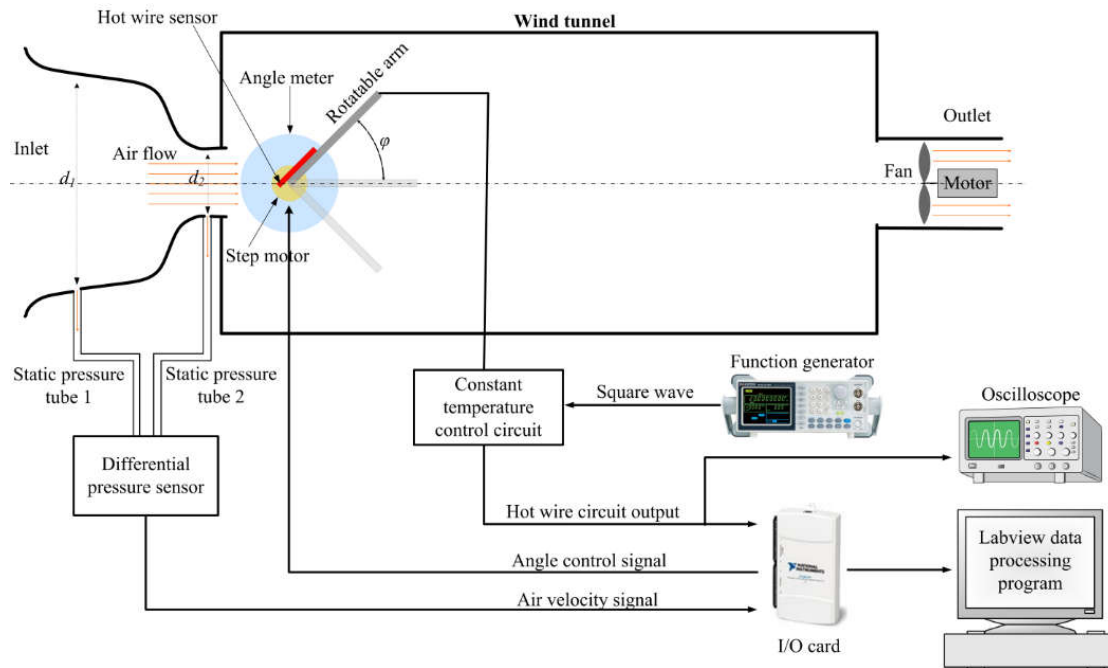 Hot wire sensor
Wind tunnel
Angle meter
Rotatable arm
Outlet
Inlet
Air flow
φ
d1
d2
Fan
Motor
Step motor
Static pressure
tube 1
Static pressure
tube 2
Function generator
Constant
temperature
control circuit
Square wave
Oscilloscope
Differential
pressure sensor
Hot wire circuit output
Labview data
processing
program
Angle control signal
NATIONAL
INSTRUMENTS
Air velocity signal
I/O card